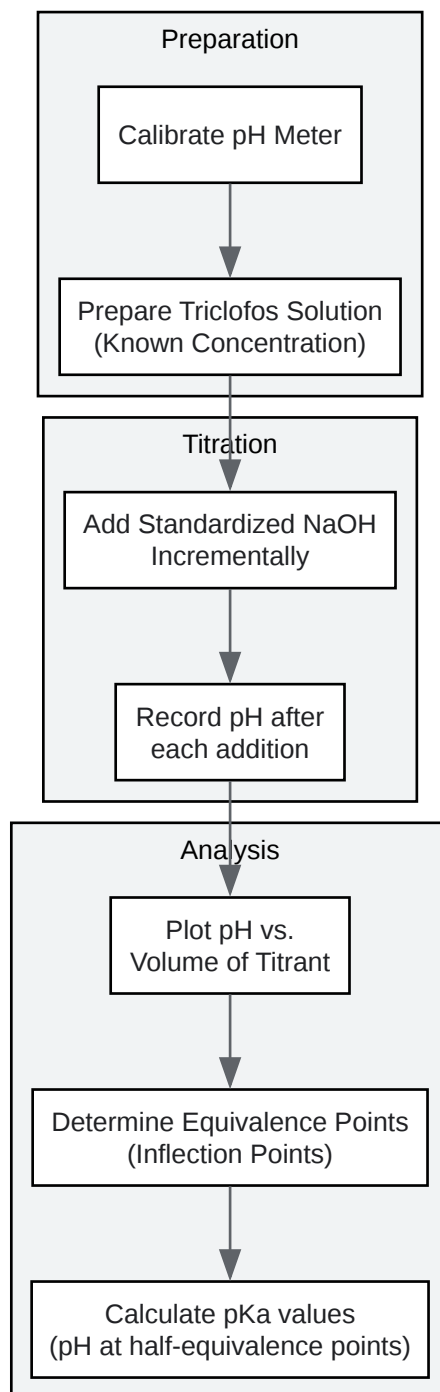 Preparation
Calibrate pH Meter
Prepare Triclofos Solution
(Known Concentration)
Titration
Add Standardized NaOH
Incrementally
Record pH after
each addition
Analysis
Plot pH vs.
Volume of Titrant
Determine Equivalence Points
(Inflection Points)
Calculate pKa values
(pH at half-equivalence points)